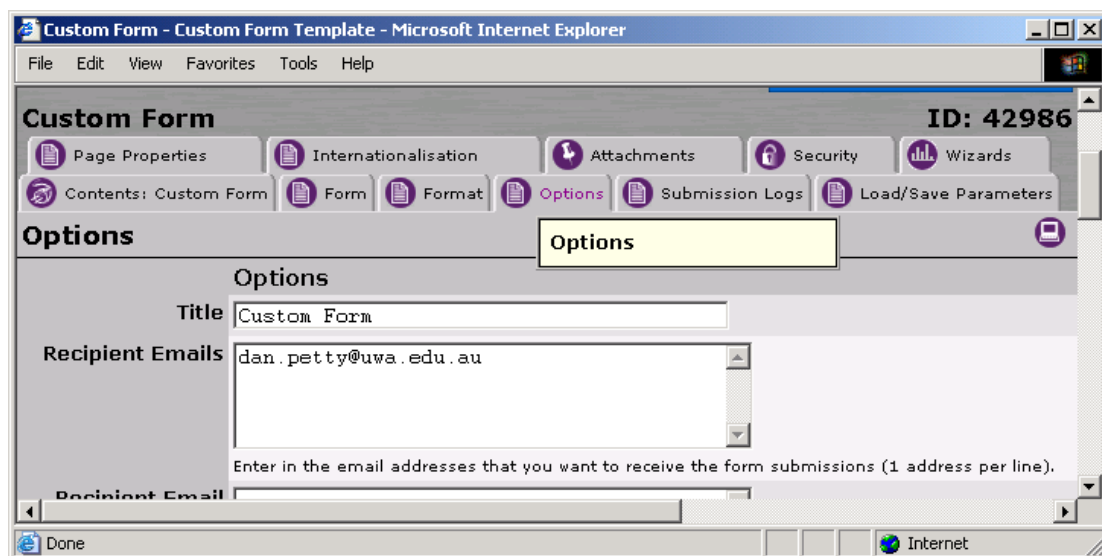 Custom Form - Custom Form Template - Microsoft Internet Explorer
File Edit View Favorites Tools Help
Custom Form ID: 42986
Page Properties Internationalisation Attachments Security Wizards
Contents: Custom Form Form Format Options Submission Logs Load/Save Parameters
Options
Options
Options
Title Custom Form
Recipient Emails dan.petty@uwa.edu.au
Enter in the email addresses that you want to receive the form submissions (1 address per line).
Recipient Email
Done Internet